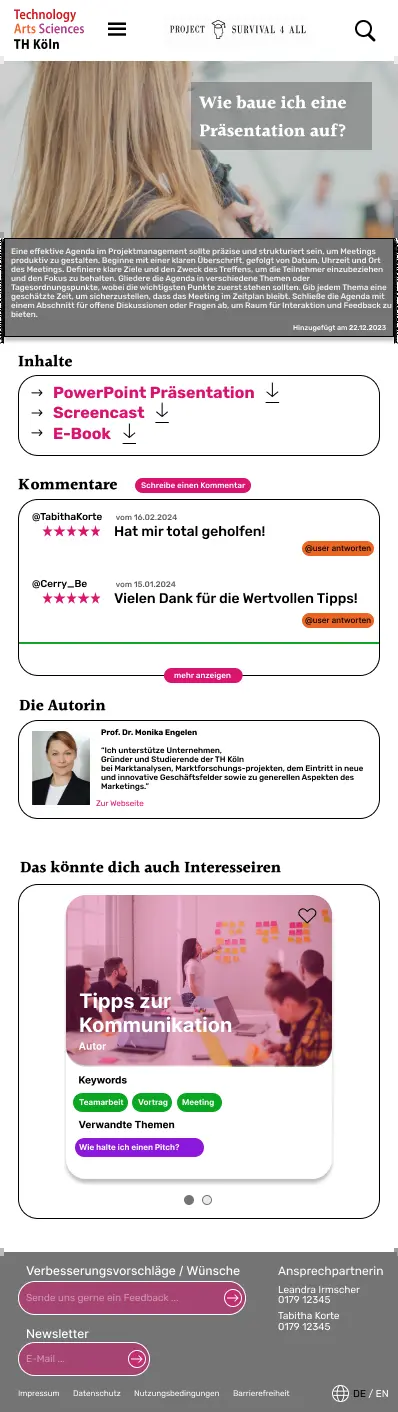 Technology
Arts Sciences
TH Köln
PROJECT SURVIVAL 4 ALL
Wie baue ich eine
Präsentation auf?
Eine effektive Agenda im Projektmanagement sollte präzise und strukturiert sein, um Meetings
produktiv zu gestalten. Beginne mit einer klaren Überschrift, gefolgt von Datum, Uhrzeit und Ort
des Meetings. Definiere klare Ziele und den Zweck des Treffens, um die Teilnehmer einzubeziehen
und den Fokus zu behalten. Gliedere die Agenda in verschiedene Themen oder
Tagesordnungspunkte, wobei die wichtigsten Punkte zuerst stehen sollten. Gib jedem Thema eine
geschätzte Zeit, um sicherzustellen, dass das Meeting im Zeitplan bleibt. Schließe die Agenda mit
einem Abschnitt für offene Diskussionen oder Fragen ab, um Raum für Interaktion und Feedback zu
bieten.
Hinzugefügt am 22.12.2023
Inhalte
→ PowerPoint Präsentation
→ Screencast
→ E-Book
Kommentare Schreibe einen Kommentar
@TabithaKorte vom 16.02.2024
★★★★★ Hat mir total geholfen!
@user antworten
@Cerry_Be vom 15.01.2024
★★★★★ Vielen Dank für die Wertvollen Tipps!
@user antworten
mehr anzeigen
Die Autorin
Prof. Dr. Monika Engelen
"Ich unterstütze Unternehmen,
Gründer und Studierende der TH Köln
bei Marktanalysen, Marktforschungs-projekten, dem Eintritt in neue
und innovative Geschäftsfelder sowie zu generellen Aspekten des
Marketings."
Zur Webseite
Das könnte dich auch Interesseiren
Tipps zur
Kommunikation
Autor
Keywords
Teamarbeit Vortrag Meeting
Verwandte Themen
Wie halte ich einen Pitch?
Verbesserungsvorschläge / Wünsche
Sende uns gerne ein Feedback ...
Newsletter
E-Mail ...
Ansprechpartnerin
Leandra Irmscher
0179 12345
Tabitha Korte
0179 12345
Impressum Datenschutz Nutzungsbedingungen Barrierefreiheit DE / EN